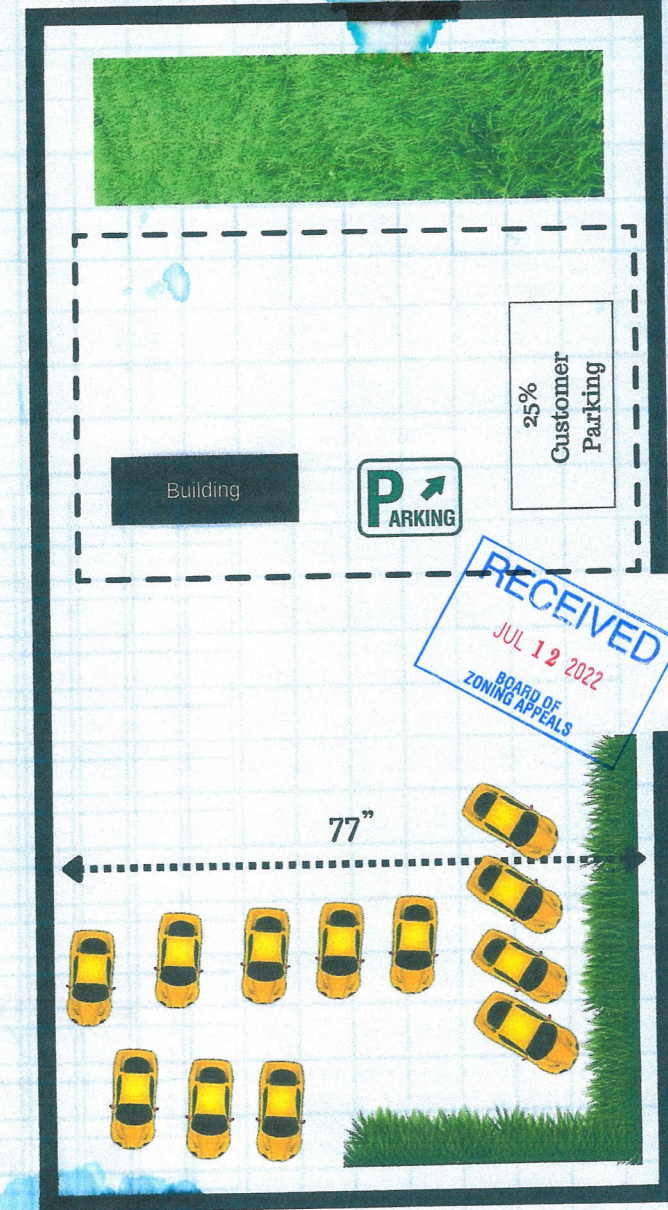 25%
Customer
Parking
Building
PARKING
RECEIVED
JUL 12 2022
BOARD OF
ZONING APPEALS
77"